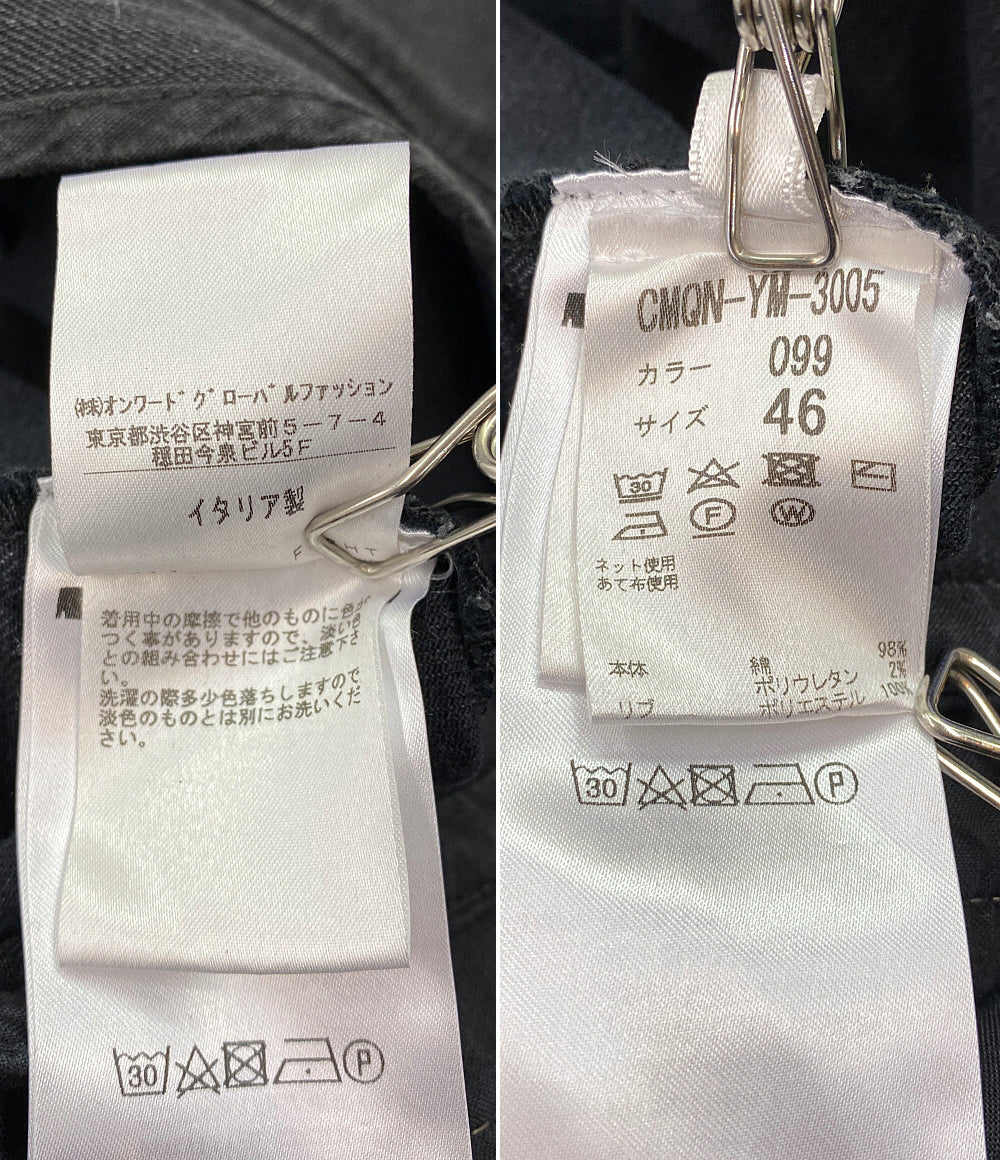 ㈱オンワードグローバルファッション
東京都渋谷区神宮前5-7-4
穏田今泉ビル5F
イタリア製
着用中の摩擦で他のものに色が
つく事がありますので、淡い色
との組み合わせにはご注意下さ
い。
洗濯の際多少色落ちしますので
淡色のものとは別にお洗いくだ
さい。
30 P
CMQN-YM-3005
カラー 099
サイズ 46
30
F W
ネット使用
あて布使用
本体 綿 98%
ポリウレタン 2%
リブ ポリエステル 100%
30 P